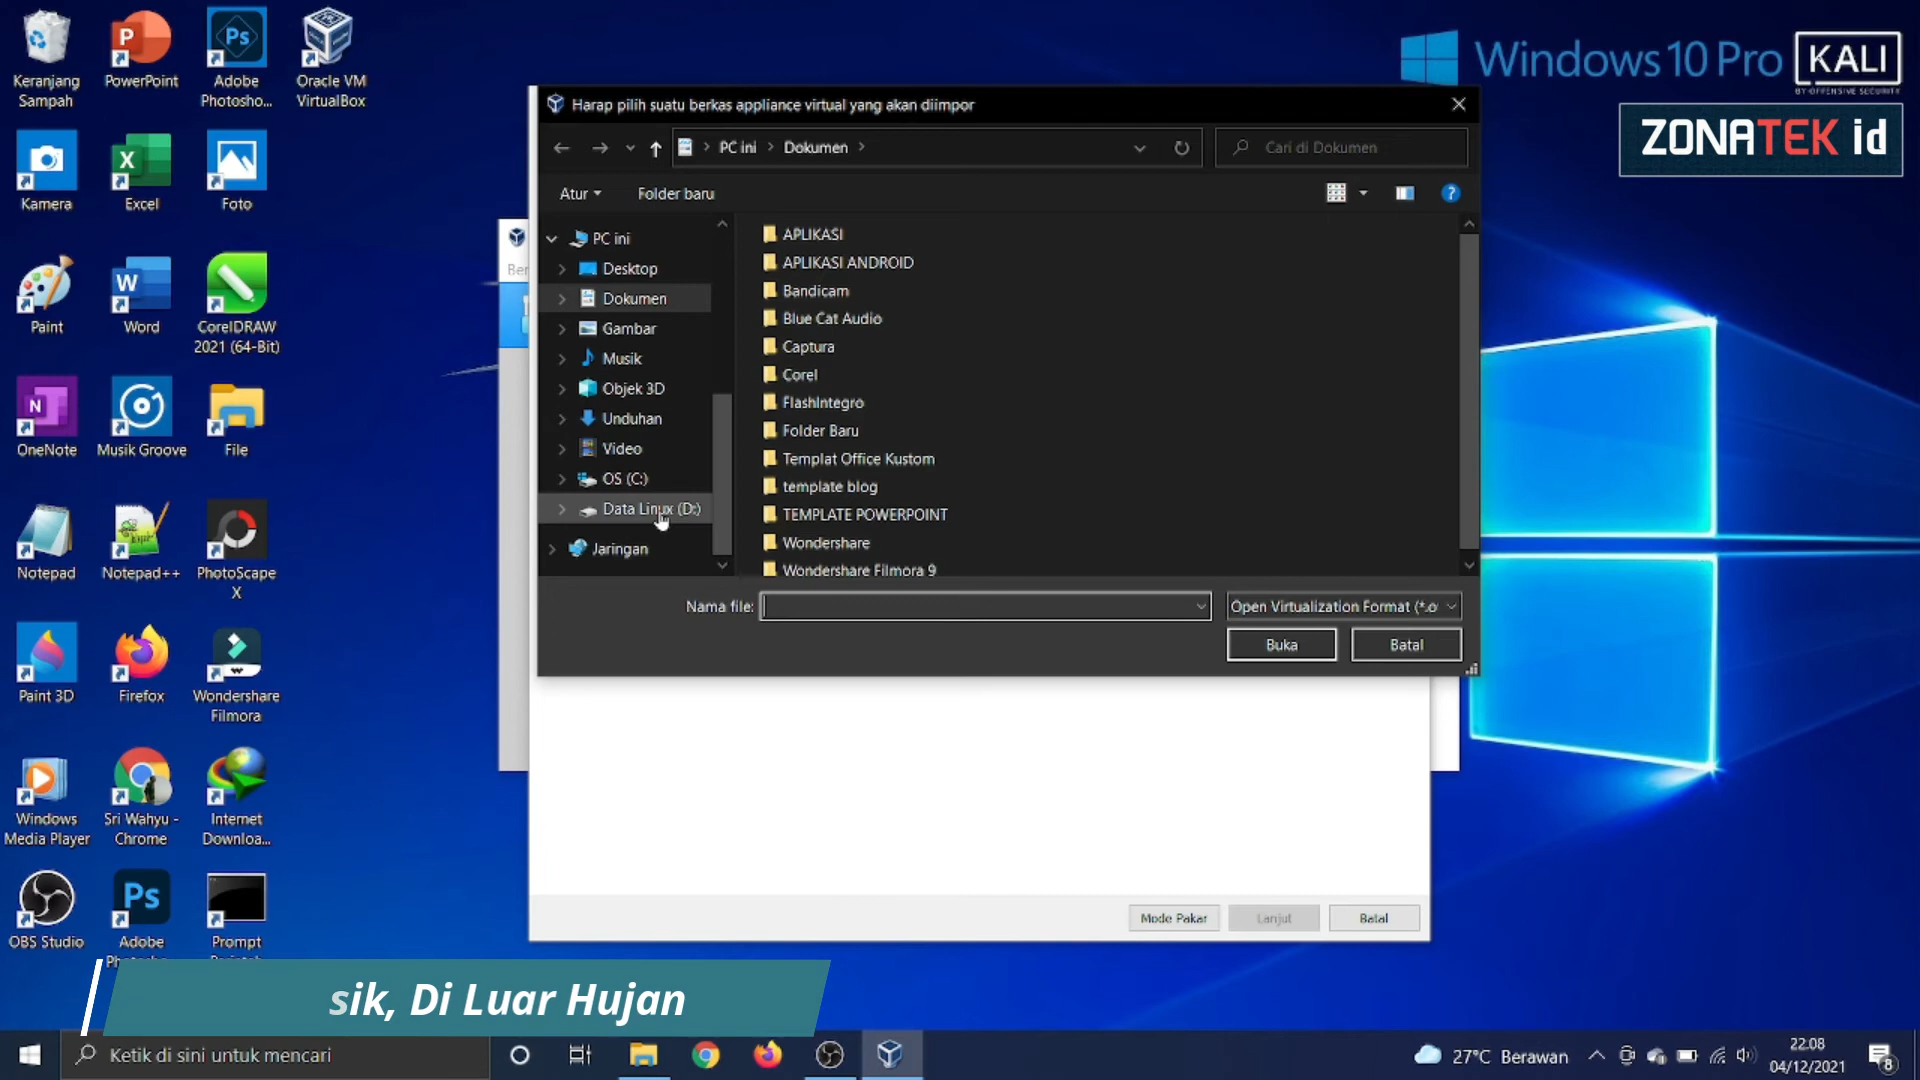 Keranjang
Sampah
PowerPoint
Adobe
Photosho...
Oracle VM
VirtualBox
Kamera
Excel
Foto
Paint
Word
CorelDRAW
2021 (64-Bit)
OneNote
Musik Groove
File
Notepad
Notepad++
PhotoScape
X
Paint 3D
Firefox
Wondershare
Filmora
Windows
Media Player
Sri Wahyu -
Chrome
Internet
Downloa...
OBS Studio
Adobe
Prompt
Windows 10 Pro
KALI
BY OFFENSIVE SECURITY
ZONATEK id
Harap pilih suatu berkas appliance virtual yang akan diimpor
PC ini
Dokumen
Cari di Dokumen
Atur
Folder baru
PC ini
Desktop
Dokumen
Gambar
Musik
Objek 3D
Unduhan
Video
OS (C:)
Data Linux (D:)
Jaringan
APLIKASI
APLIKASI ANDROID
Bandicam
Blue Cat Audio
Captura
Corel
FlashIntegro
Folder Baru
Templat Office Kustom
template blog
TEMPLATE POWERPOINT
Wondershare
Wondershare Filmora 9
Nama file:
Open Virtualization Format (*.o
Buka
Batal
Ber
Mode Pakar
Lanjut
Batal
sik, Di Luar Hujan
Ketik di sini untuk mencari
27°C Berawan
22.08
04/12/2021
8